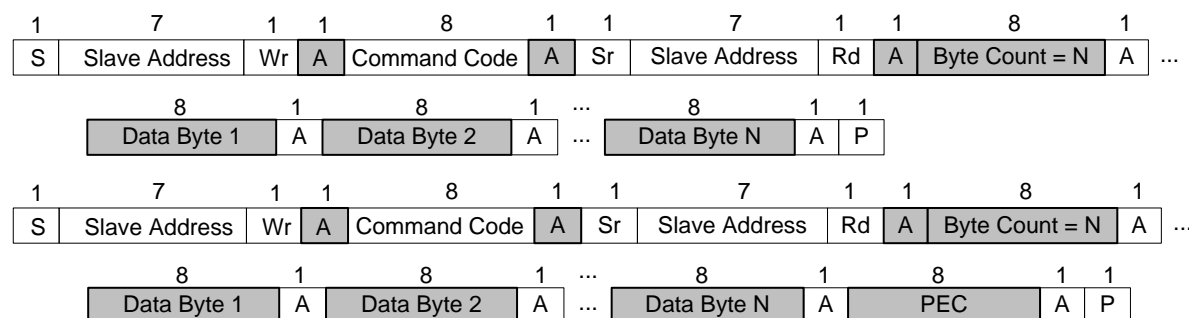 1 7 1 1 8 1 1 7 1 1 8 1
S Slave Address Wr A Command Code A Sr Slave Address Rd A Byte Count = N A ...
8 1 8 1 ... 8 1 1
Data Byte 1 A Data Byte 2 A ... Data Byte N A P
1 7 1 1 8 1 1 7 1 1 8 1
S Slave Address Wr A Command Code A Sr Slave Address Rd A Byte Count = N A ...
8 1 8 1 ... 8 1 8 1 1
Data Byte 1 A Data Byte 2 A ... Data Byte N A PEC A P